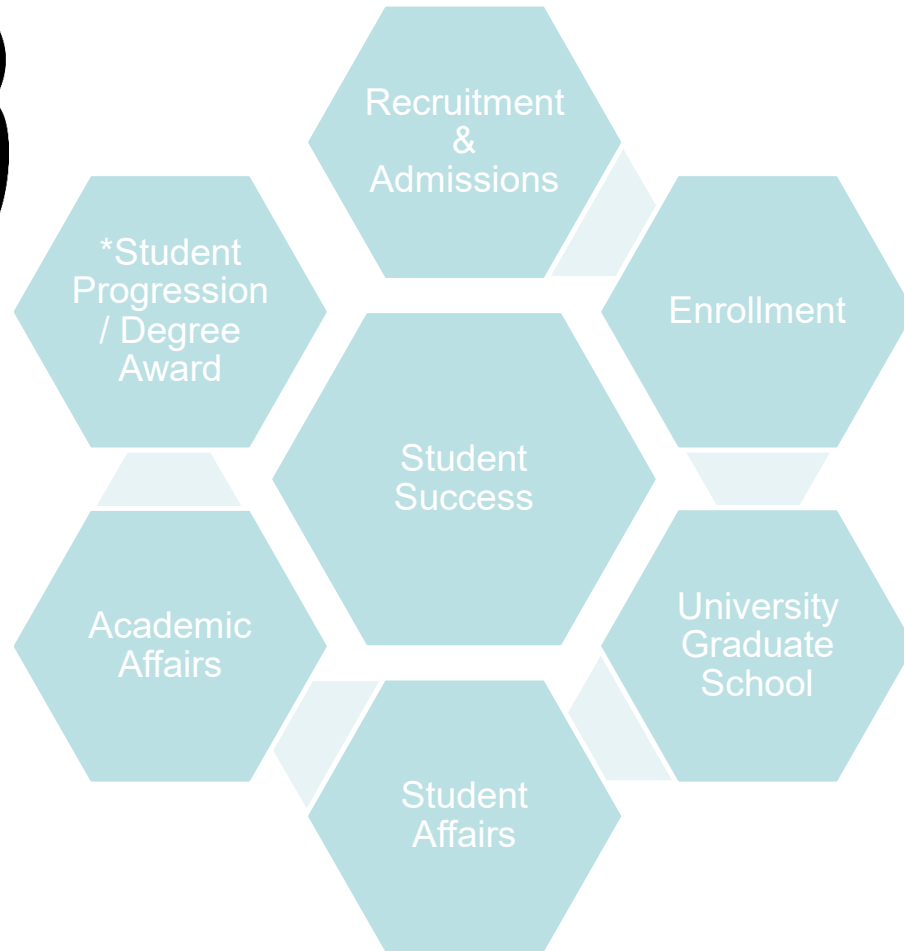 Recruitment
&
Admissions
*Student
Progression
/ Degree
Award
Enrollment
Student
Success
Academic
Affairs
University
Graduate
School
Student
Affairs